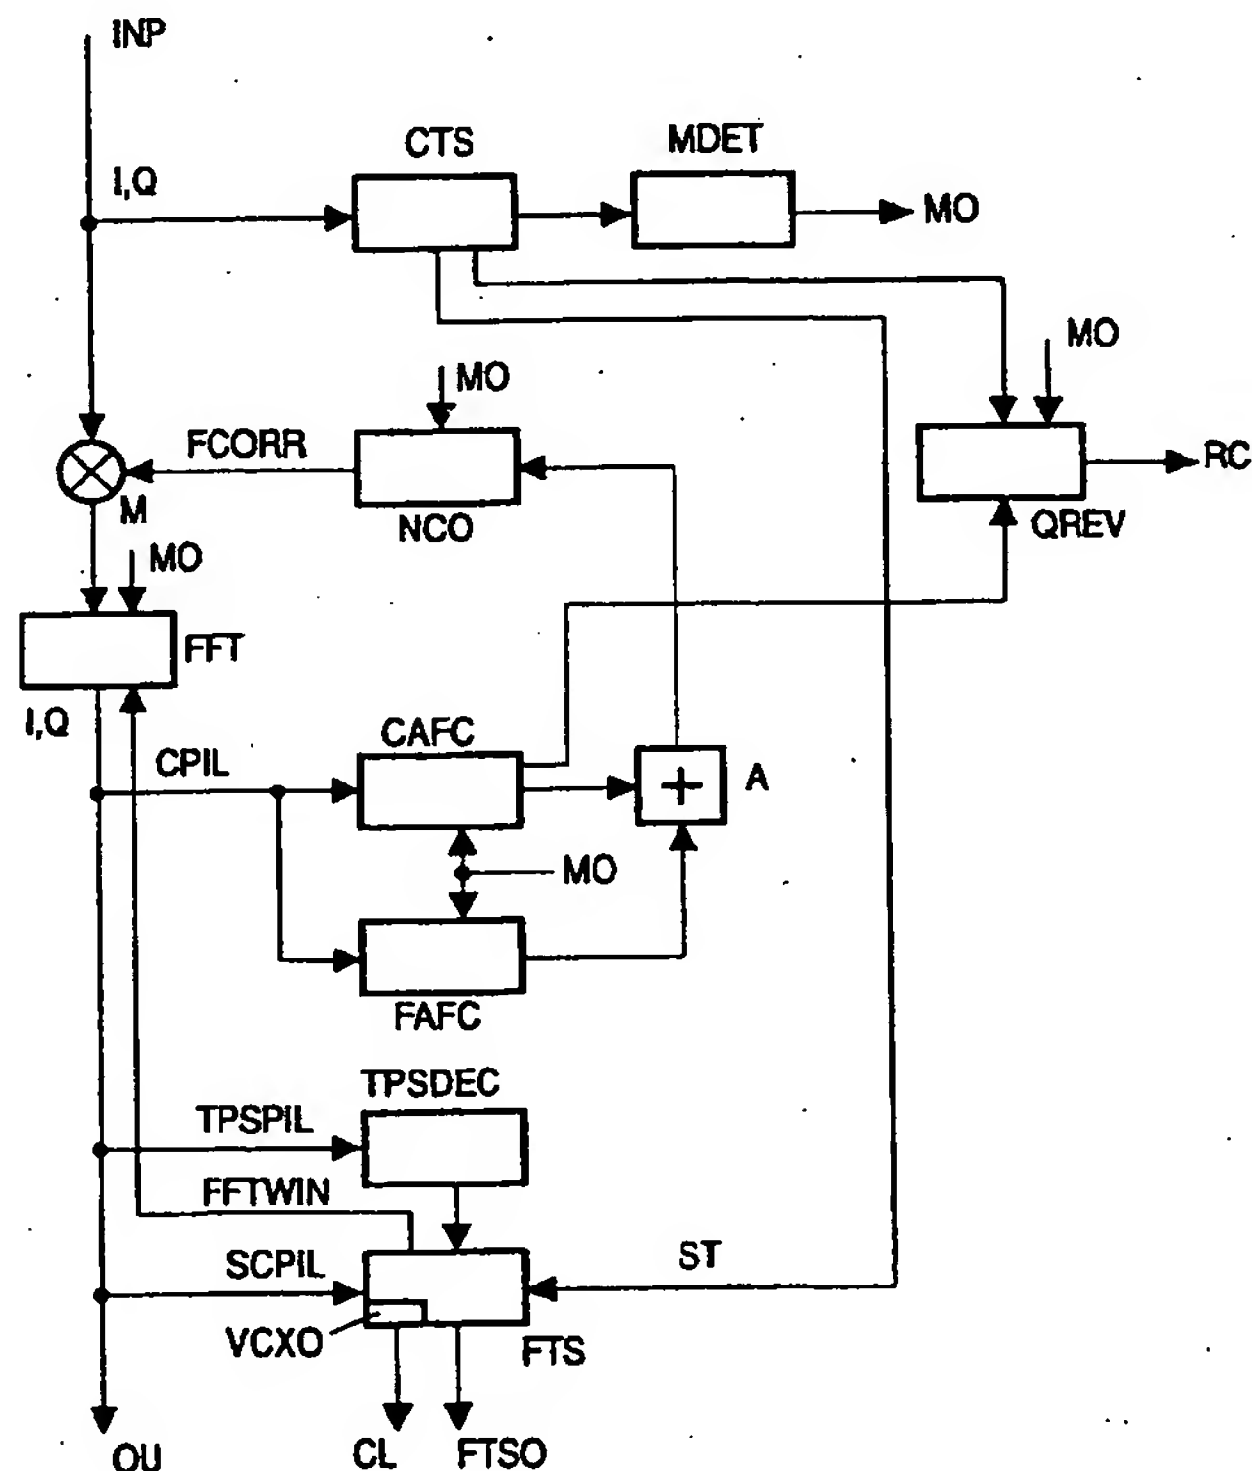 INP
CTS
MDET
I,Q
MO
MO
MO
FCORR
RC
M
NCO
QREV
MO
FFT
I,Q
CAFC
CPIL
A
+
MO
FAFC
TPSDEC
TPSPIL
FFTWIN
ST
SCPIL
VCXO
FTS
OU
CL
FTSO